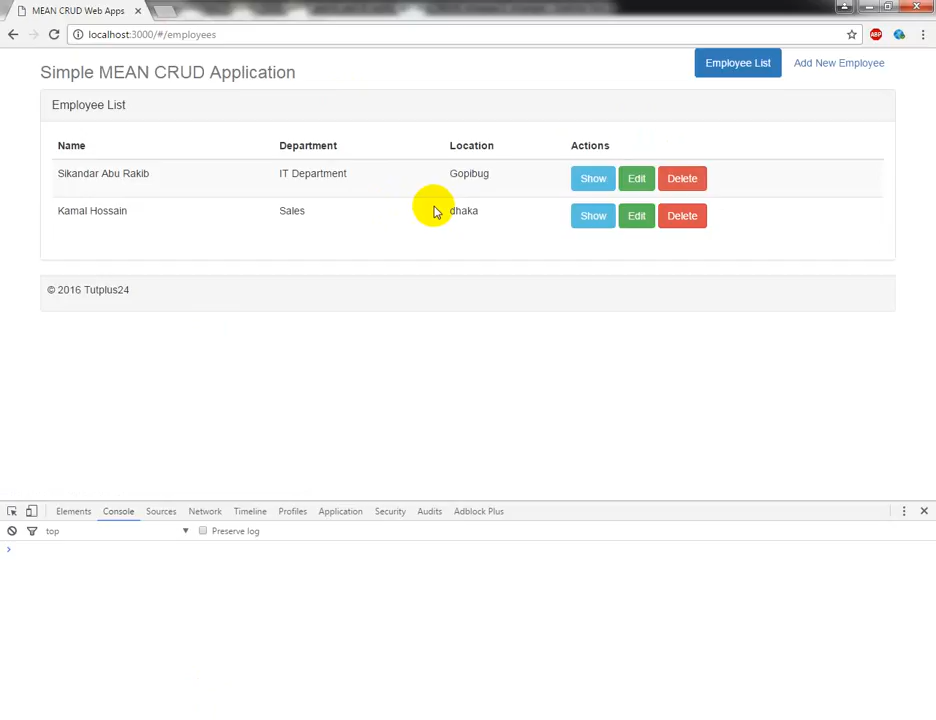 MEAN CRUD Web Apps
localhost:3000/#/employees
ABP
Simple MEAN CRUD Application
Employee List
Add New Employee
Employee List
Name Department Location Actions
Sikandar Abu Rakib IT Department Gopibug Show Edit Delete
Kamal Hossain Sales dhaka Show Edit Delete
© 2016 Tutplus24
Elements Console Sources Network Timeline Profiles Application Security Audits Adblock Plus
top Preserve log